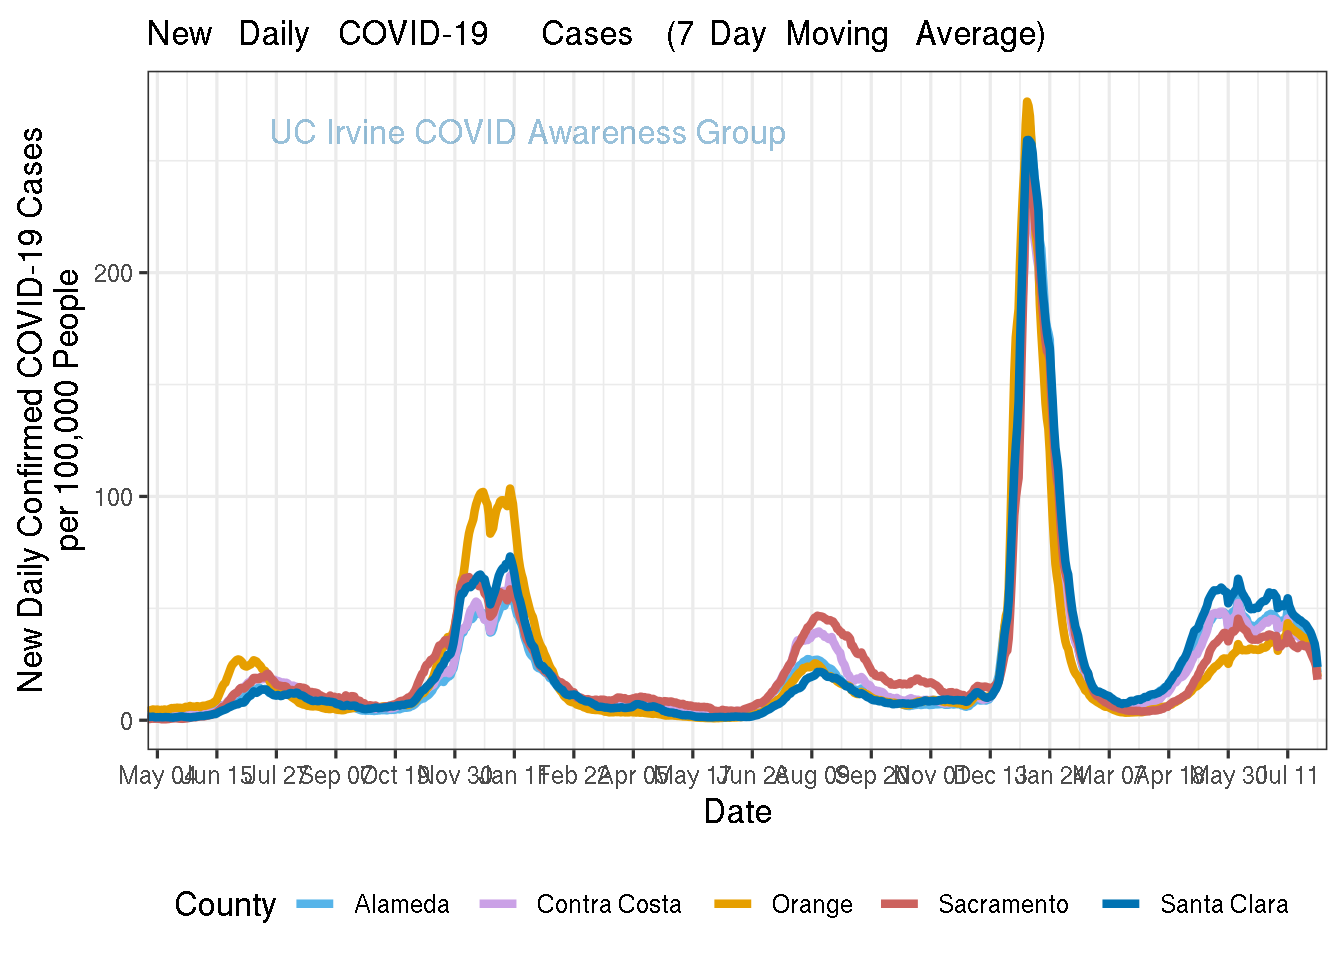 New Daily COVID-19 Cases (7 Day Moving Average)
UC Irvine COVID Awareness Group
New Daily Confirmed COVID-19 Cases
per 100,000 People
200
100
0
May 04 Jun 15 Jul 27 Sep 07 Oct 19 Nov 30 Jan 11 Feb 22 Apr 05 May 17 Jun 28 Aug 09 Sep 20 Nov 01 Dec 13 Jan 24 Mar 07 Apr 18 May 30 Jul 11
Date
County Alameda Contra Costa Orange Sacramento Santa Clara